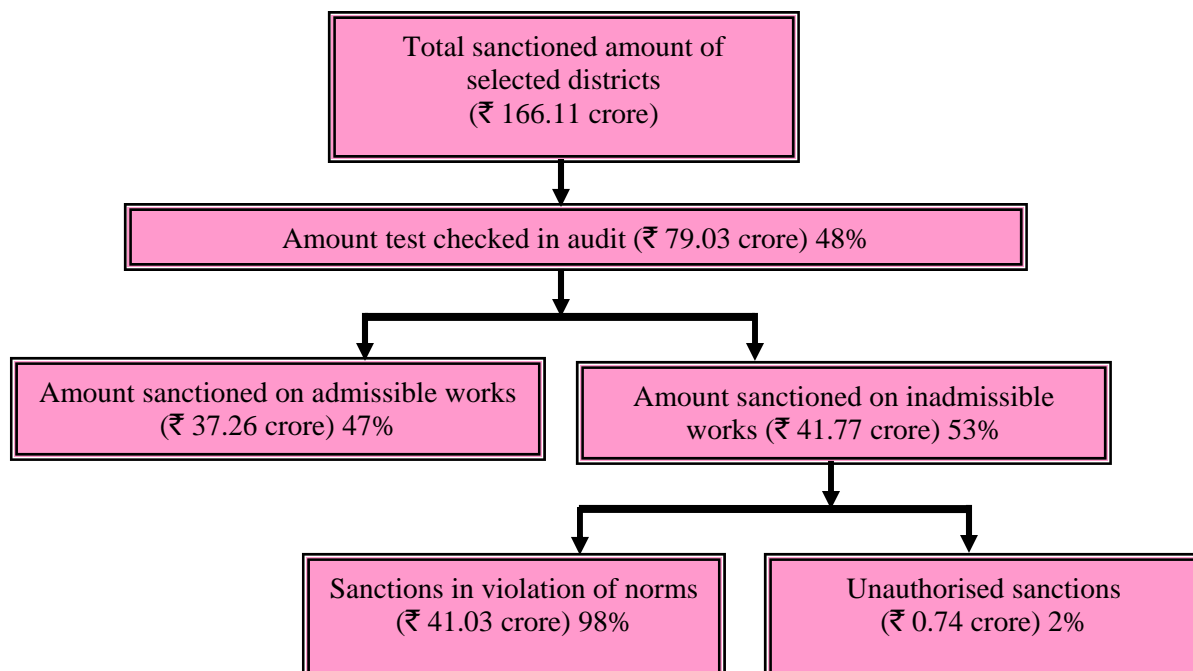 Total sanctioned amount of
selected districts
(₹ 166.11 crore)
Amount test checked in audit (₹ 79.03 crore) 48%
Amount sanctioned on admissible works
(₹ 37.26 crore) 47%
Amount sanctioned on inadmissible
works (₹ 41.77 crore) 53%
Sanctions in violation of norms
(₹ 41.03 crore) 98%
Unauthorised sanctions
(₹ 0.74 crore) 2%